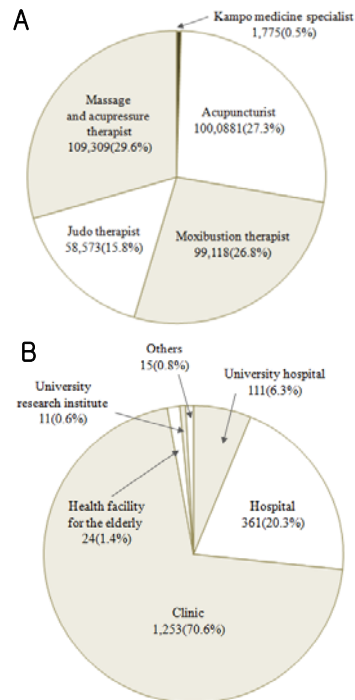 A
Kampo medicine specialist
1,775(0.5%)
Massage
and acupressure
therapist
109,309(29.6%)
Acupuncturist
100,0881(27.3%)
Judo therapist
58,573(15.8%)
Moxibustion therapist
99,118(26.8%)
B
Others
15(0.8%)
University
research institute
11(0.6%)
University hospital
111(6.3%)
Health facility
for the elderly
24(1.4%)
Hospital
361(20.3%)
Clinic
1,253(70.6%)